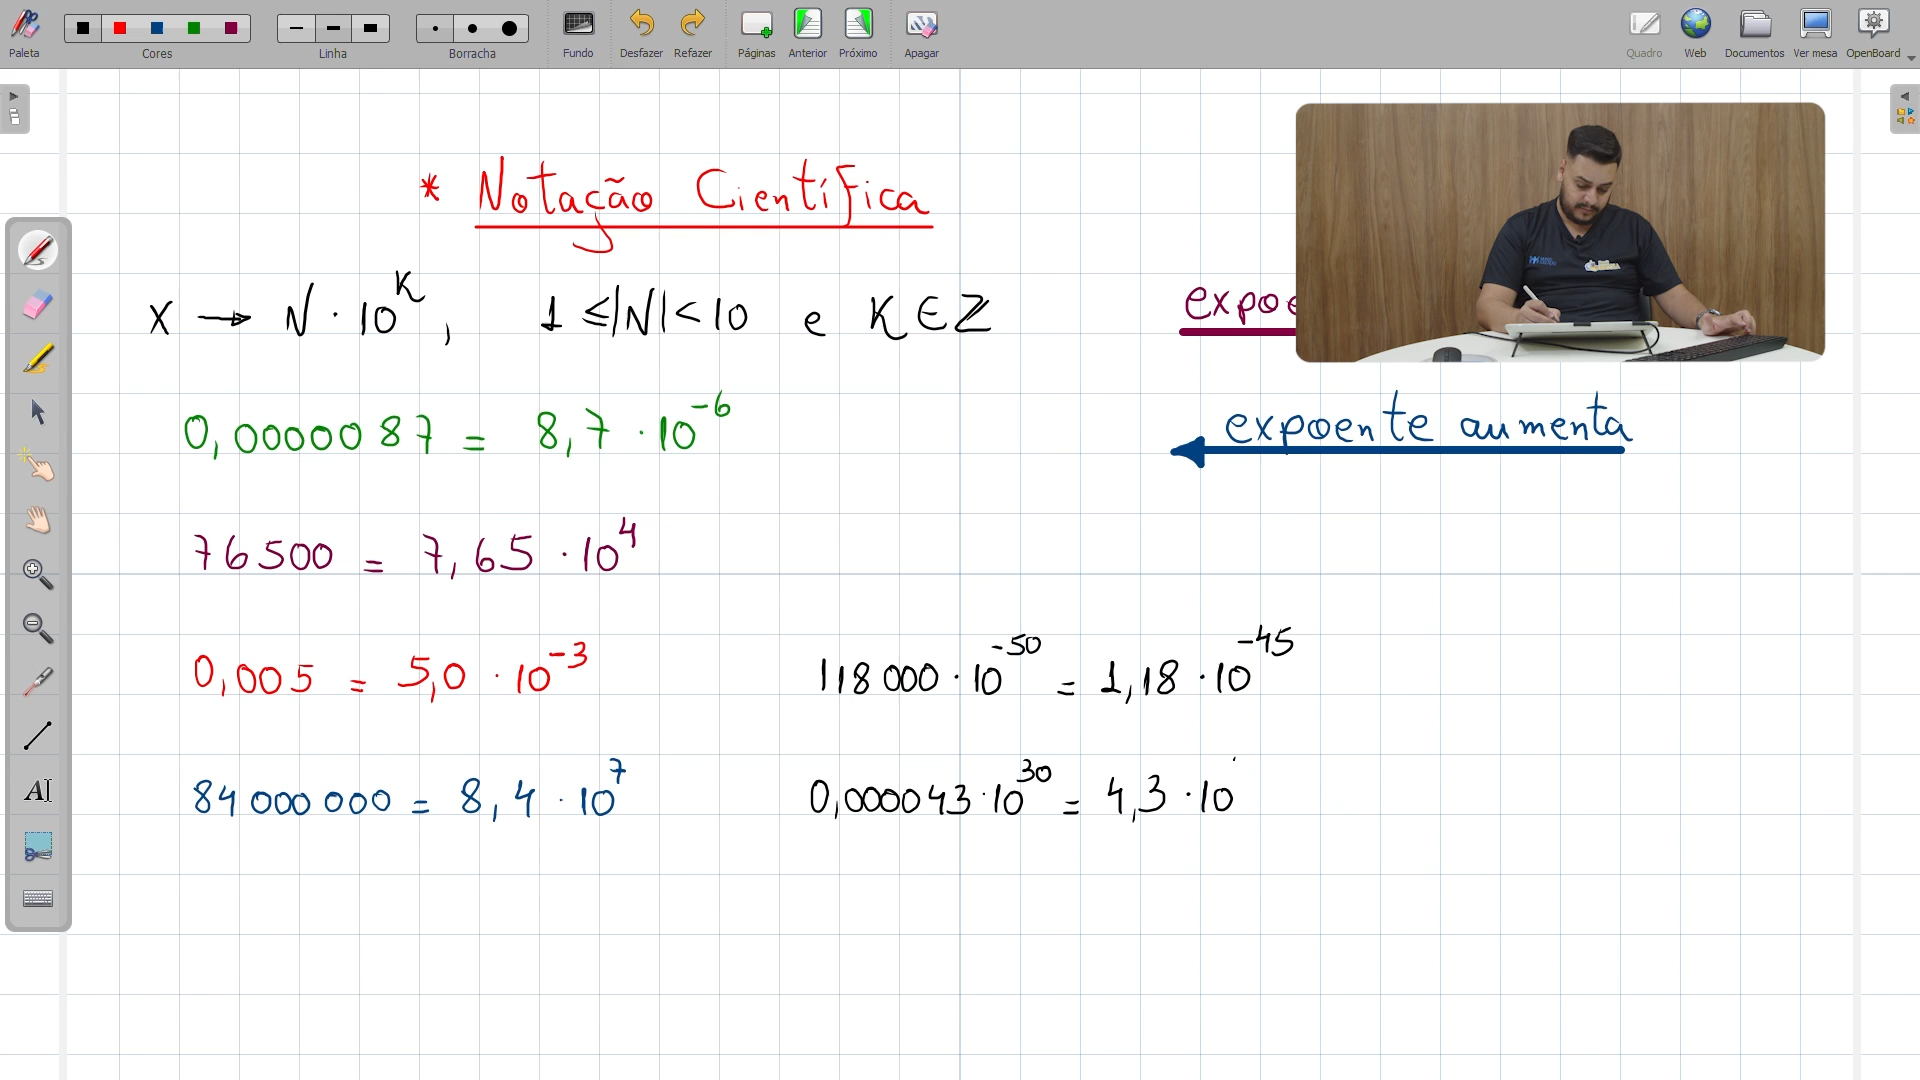 Paleta Cores Linha Borracha Fundo Desfazer Refazer Páginas Anterior Próximo Apagar Quadro Web Documentos Ver mesa OpenBoard
* Notação Científica
x → N · 10^K, 1 ≤ |N| < 10 e K ∈ Z
expoe
0,0000087 = 8,7 · 10^-6
expoente aumenta
76500 = 7,65 · 10^4
0,005 = 5,0 · 10^-3
118000 · 10^-50 = 1,18 · 10^-45
84 000 000 = 8,4 · 10^7
0,000043 · 10^30 = 4,3 · 10
AI